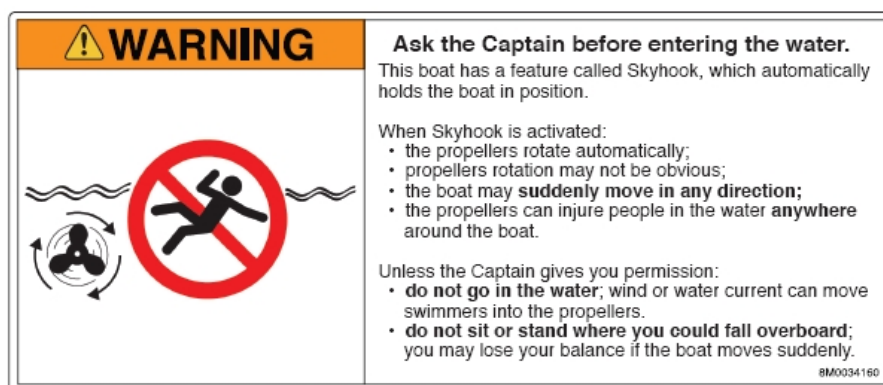 WARNING
Ask the Captain before entering the water.
This boat has a feature called Skyhook, which automatically
holds the boat in position.
When Skyhook is activated:
• the propellers rotate automatically;
• propellers rotation may not be obvious;
• the boat may suddenly move in any direction;
• the propellers can injure people in the water anywhere
around the boat.
Unless the Captain gives you permission:
• do not go in the water; wind or water current can move
swimmers into the propellers.
• do not sit or stand where you could fall overboard;
you may lose your balance if the boat moves suddenly.
8M0034160